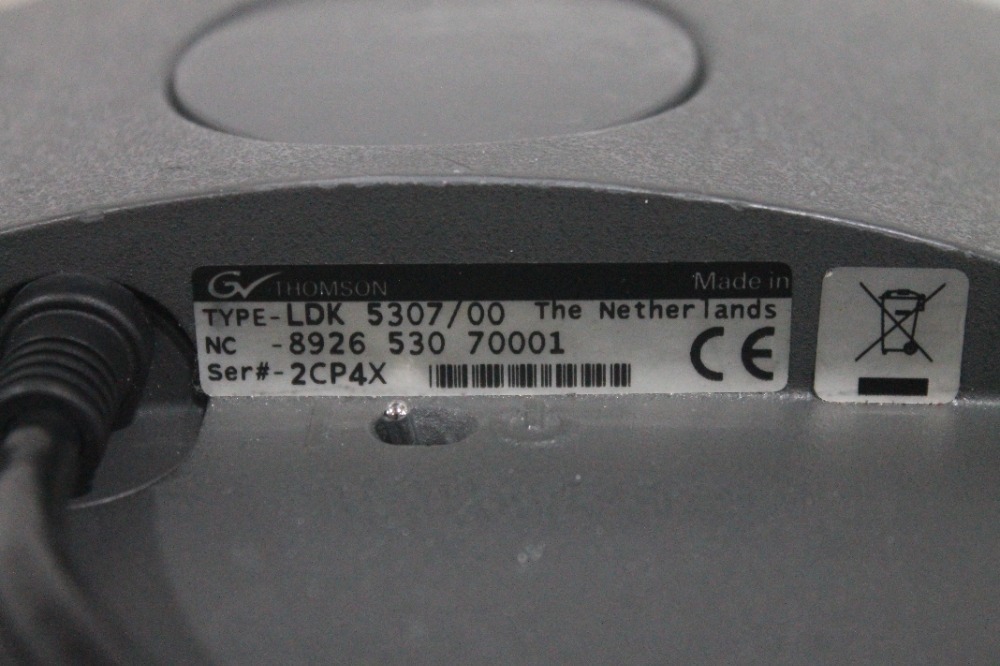 GV THOMSON Made in
TYPE-LDK 5307/00 The Netherlands
NC -8926 530 70001
Ser#-2CP4X
CE